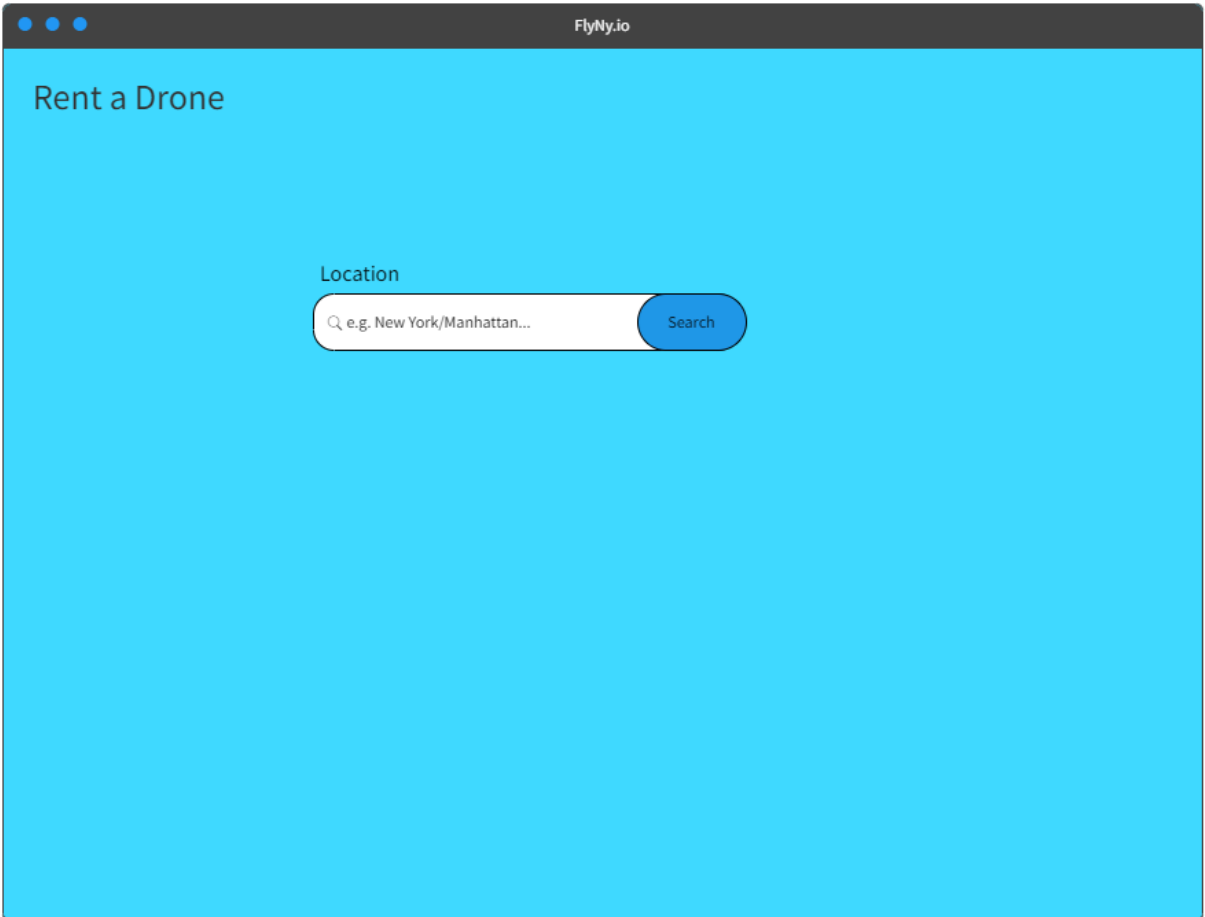 FlyNy.io
Rent a Drone
Location
e.g. New York/Manhattan...
Search